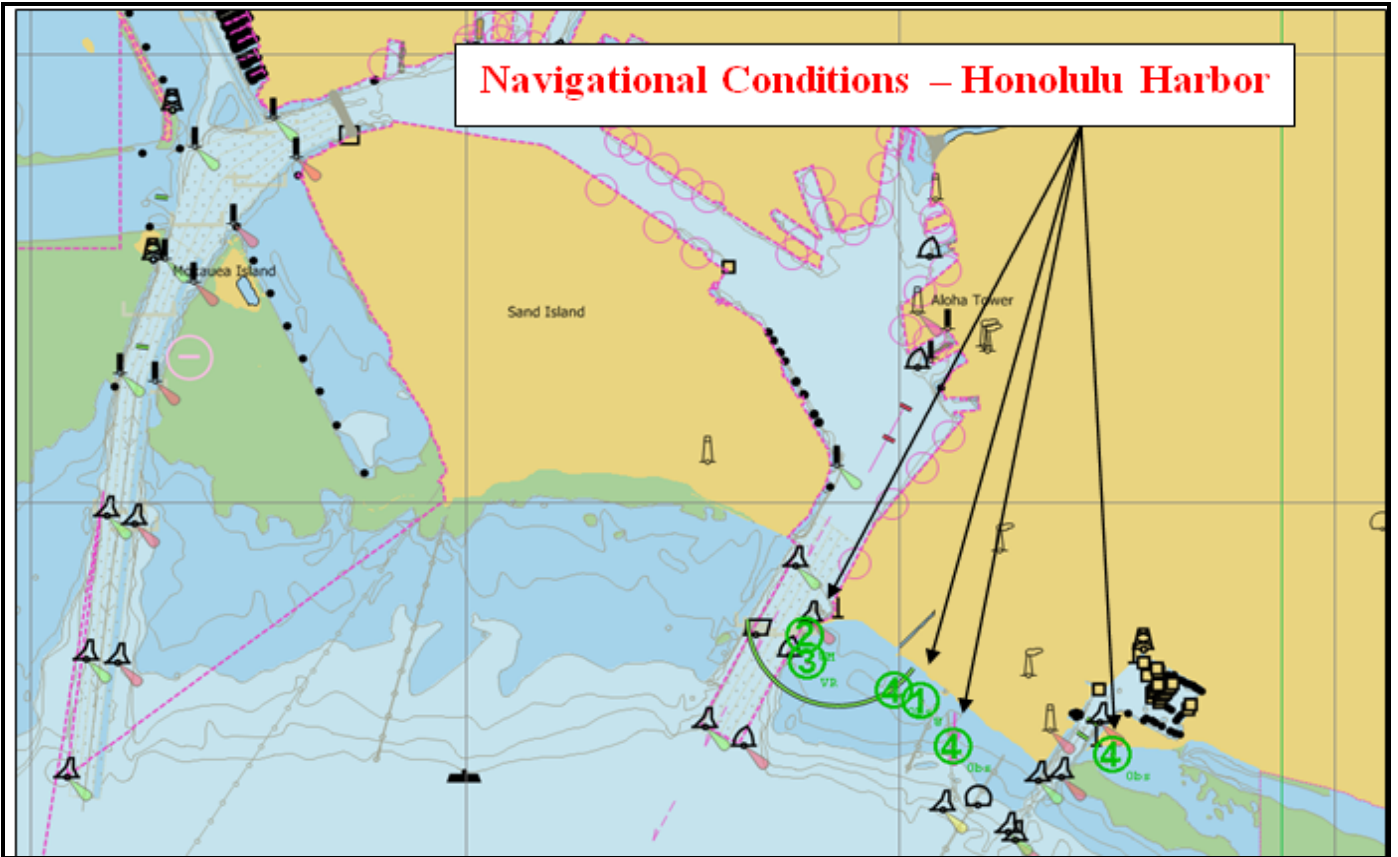 Navigational Conditions – Honolulu Harbor
Mokauea Island
Sand Island
Aloha Tower
2
3
VR
4
1
W
4
Obs
4
Obs